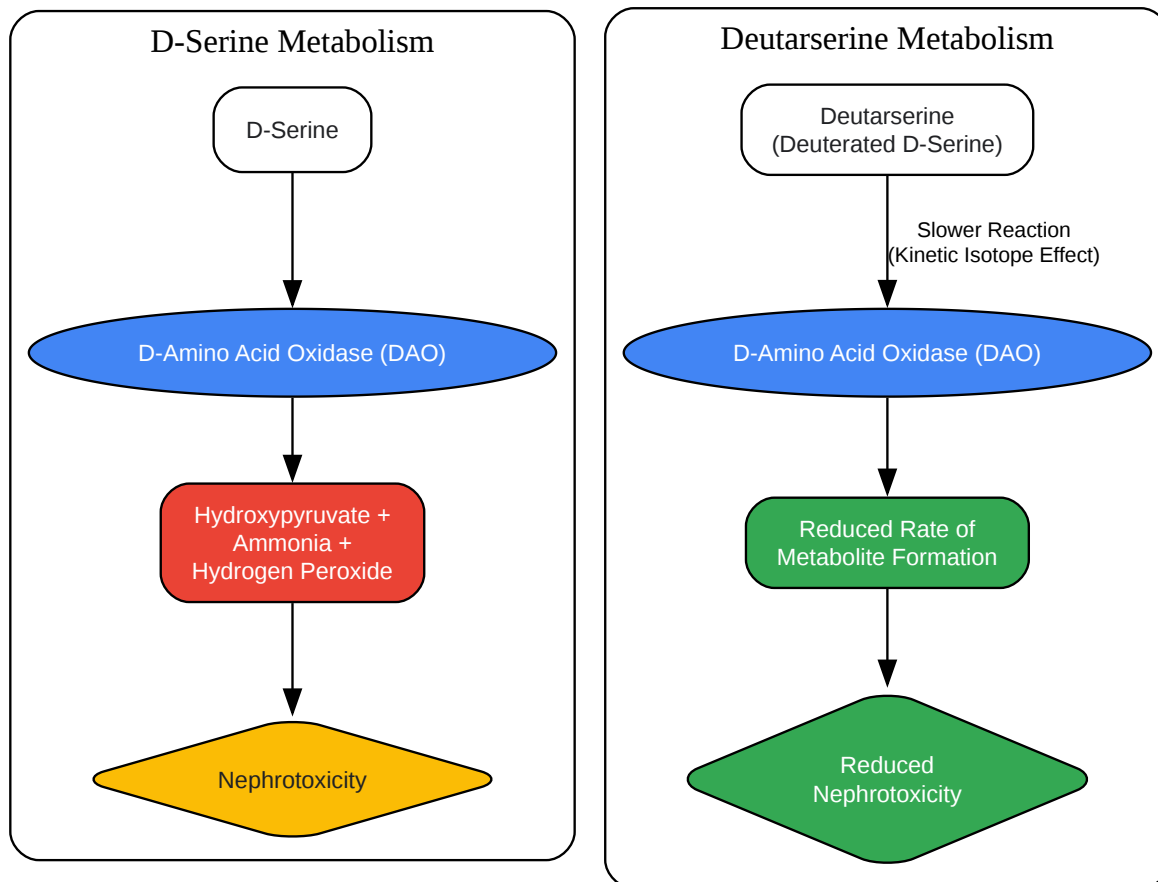 D-Serine Metabolism
D-Serine
D-Amino Acid Oxidase (DAO)
Hydroxypyruvate +
Ammonia +
Hydrogen Peroxide
Nephrotoxicity
Deutarserine Metabolism
Deutarserine
(Deuterated D-Serine)
Slower Reaction
(Kinetic Isotope Effect)
D-Amino Acid Oxidase (DAO)
Reduced Rate of
Metabolite Formation
Reduced
Nephrotoxicity